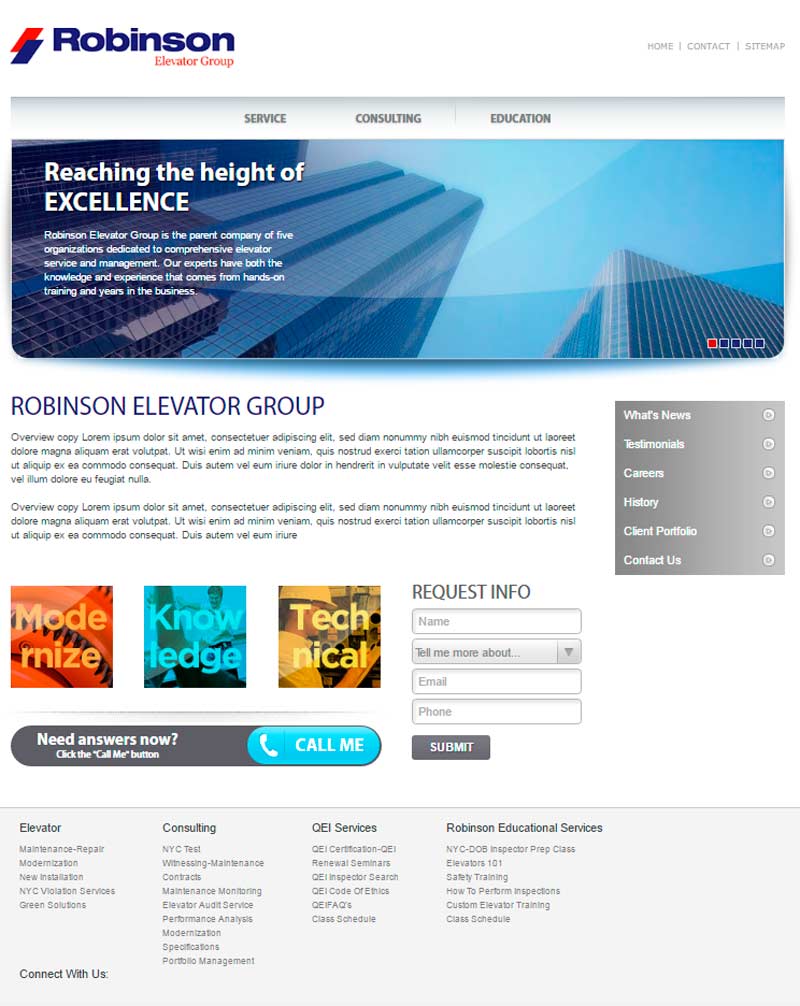 Robinson
Elevator Group
HOME | CONTACT | SITEMAP
SERVICE CONSULTING EDUCATION
Reaching the height of
EXCELLENCE
Robinson Elevator Group is the parent company of five
organizations dedicated to comprehensive elevator
service and management. Our experts have both the
knowledge and experience that comes from hands-on
training and years in the business.
ROBINSON ELEVATOR GROUP
Overview copy Lorem ipsum dolor sit amet, consectetuer adipiscing elit, sed diam nonummy nibh euismod tincidunt ut laoreet
dolore magna aliquam erat volutpat. Ut wisi enim ad minim veniam, quis nostrud exerci tation ullamcorper suscipit lobortis nisl
ut aliquip ex ea commodo consequat. Duis autem vel eum iriure dolor in hendrerit in vulputate velit esse molestie consequat,
vel illum dolore eu feugiat nulla.
Overview copy Lorem ipsum dolor sit amet, consectetuer adipiscing elit, sed diam nonummy nibh euismod tincidunt ut laoreet
dolore magna aliquam erat volutpat. Ut wisi enim ad minim veniam, quis nostrud exerci tation ullamcorper suscipit lobortis nisl
ut aliquip ex ea commodo consequat. Duis autem vel eum iriure
What's News
Testimonials
Careers
History
Client Portfolio
Contact Us
Mode
rnize
Know
ledge
Tech
nical
REQUEST INFO
Name
Tell me more about...
Email
Phone
SUBMIT
Need answers now?
Click the "Call Me" button
CALL ME
Elevator
Maintenance-Repair
Modernization
New Installation
NYC Violation Services
Green Solutions
Consulting
NYC Test
Witnessing-Maintenance
Contracts
Maintenance Monitoring
Elevator Audit Service
Performance Analysis
Modernization
Specifications
Portfolio Management
QEI Services
QEI Certification-QEI
Renewal Seminars
QEI Inspector Search
QEI Code Of Ethics
QEIFAQ's
Class Schedule
Robinson Educational Services
NYC-DOB Inspector Prep Class
Elevators 101
Safety Training
How To Perform Inspections
Custom Elevator Training
Class Schedule
Connect With Us: